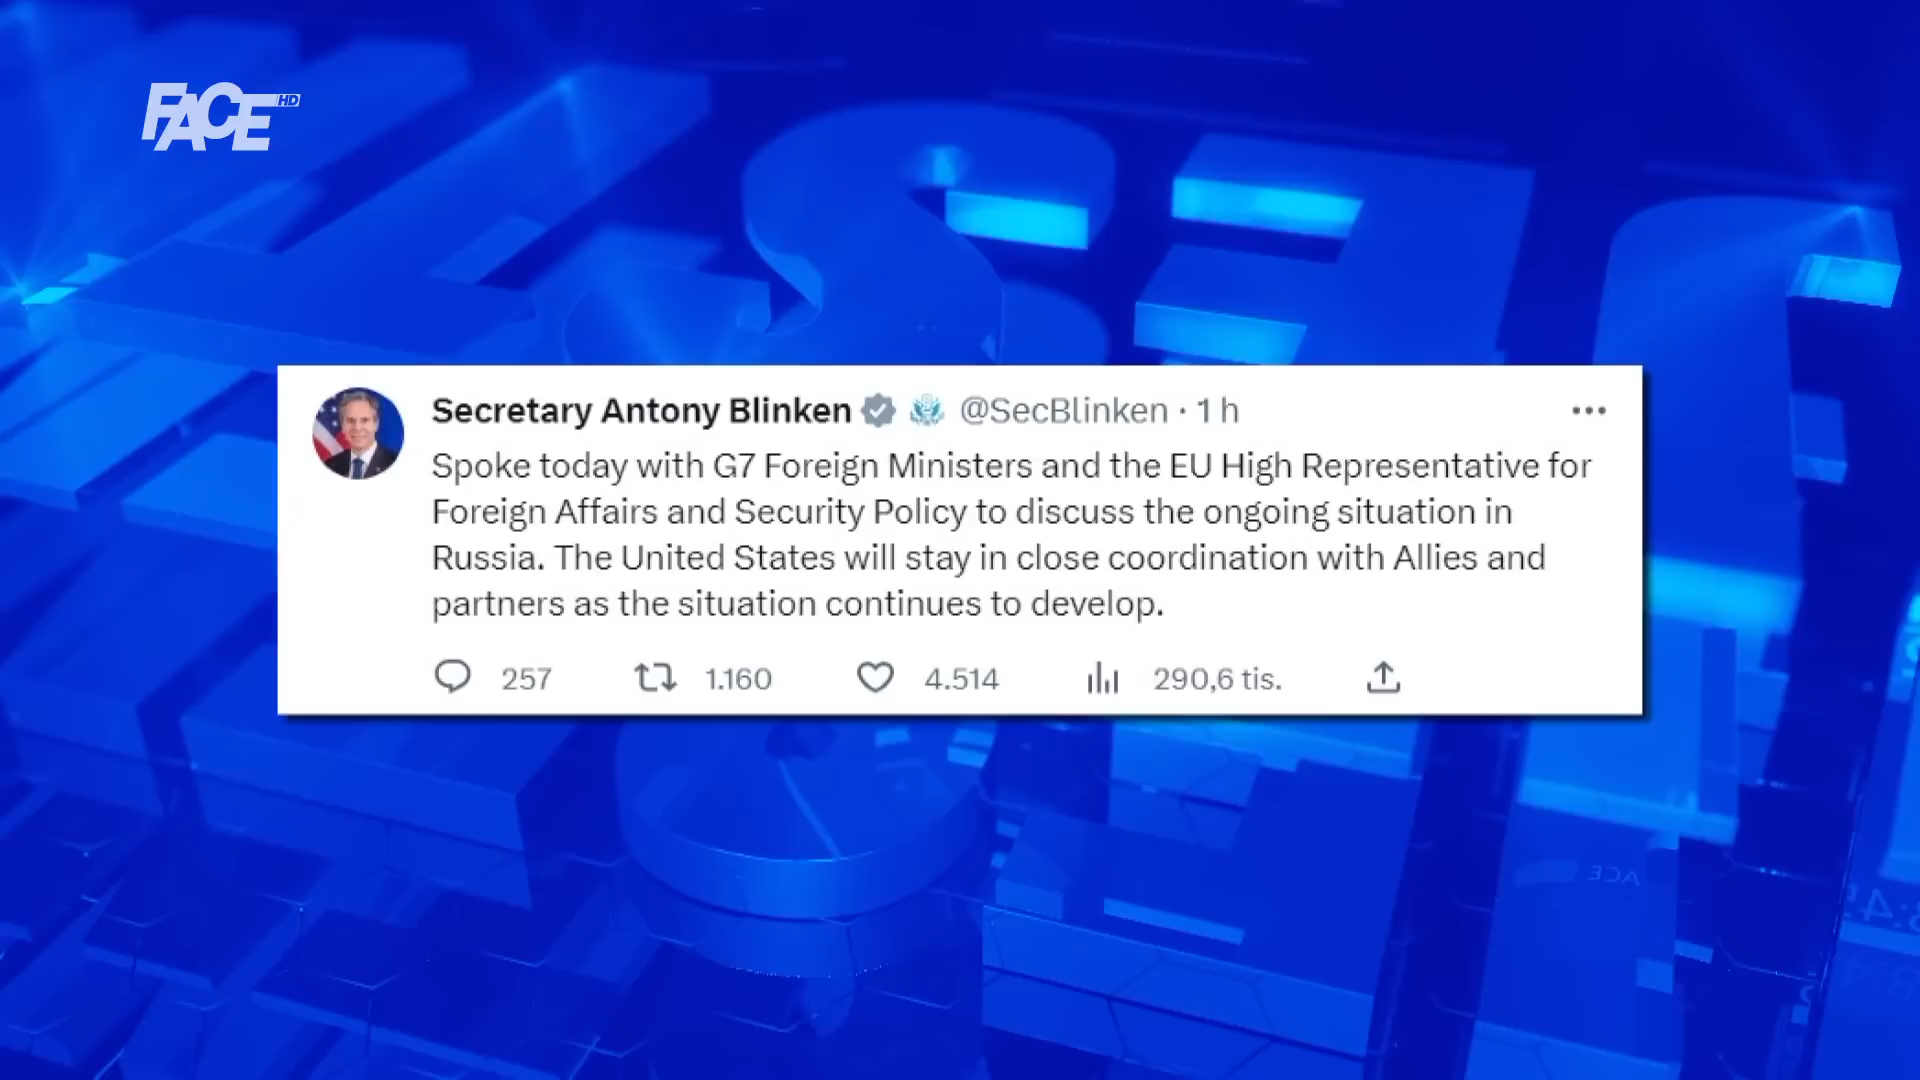 FACE HD
Secretary Antony Blinken @SecBlinken · 1 h
Spoke today with G7 Foreign Ministers and the EU High Representative for
Foreign Affairs and Security Policy to discuss the ongoing situation in
Russia. The United States will stay in close coordination with Allies and
partners as the situation continues to develop.
257 1.160 4.514 290,6 tis.